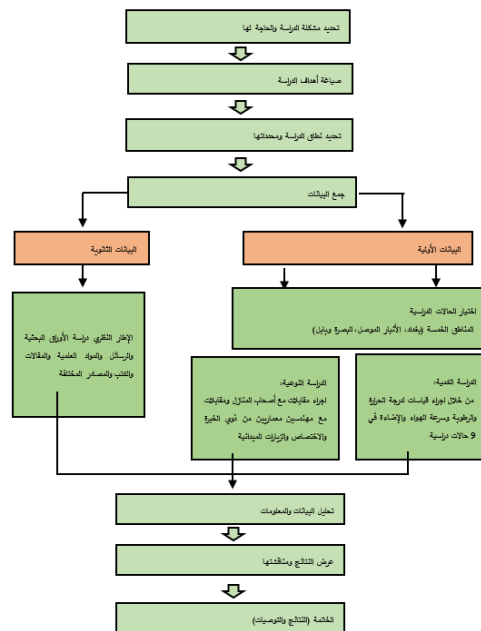 تحديد مشكلة الدراسة والحاجة لها
صياغة أهداف الدراسة
تحديد نطاق الدراسة ومحدداتها
جمع البيانات
البيانات الأولية
البيانات الثانوية
اختيار الحالات الدراسية
المناطق الخمسة (بغداد، الأنبار الموصل، البصرة وبابل)
الإطار النظري دراسة الأوراق البحثية
والرسائل والمواد العلمية والمقالات
والكتب والمصادر المختلفة
الدراسة الكمية:
من خلال اجراء قياسات لدرجة الحرارة
والرطوبة وسرعة الهواء والإضاءة في
9 حالات دراسية
الدراسة النوعية:
اجراء مقابلات مع أصحاب المنازل ومقابلات
مع مهندسين معماريين من ذوي الخبرة
والاختصاص والزيارات الميدانية
تحليل البيانات والمعلومات
عرض النتائج ومناقشتها
الخاتمة (النتائج والتوصيات)